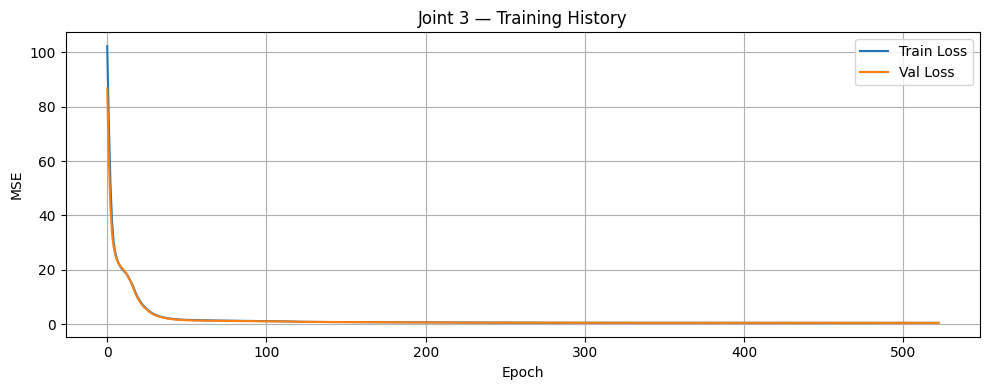 Joint 3 — Training History
Train Loss
Val Loss
100
80
60
40
20
0
MSE
0
100
200
300
400
500
Epoch